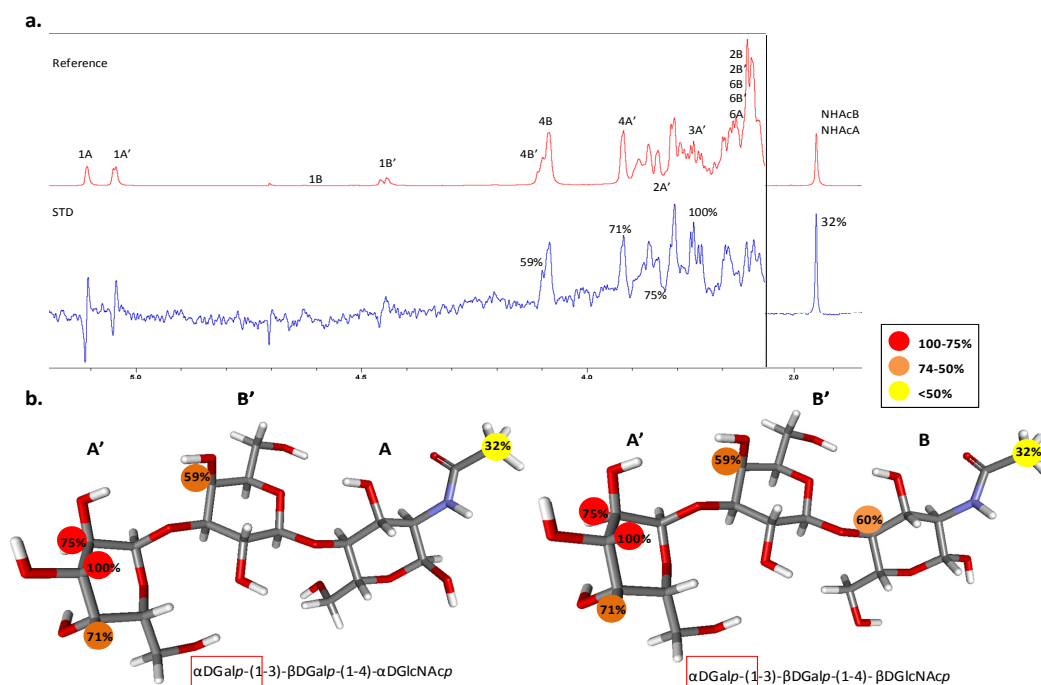 a.
Reference
1A
1A’
1B
1B’
4B’
4B
4A’
2A’
3A’
2B
2B’
6B
6B’
6A
NHAcB
NHAcA
STD
59%
71%
75%
100%
32%
5.0
4.5
4.0
2.0
100-75%
74-50%
<50%
b.
B’
A’
A
59%
32%
75%
100%
71%
αDGalp-(1-3)-βDGalp-(1-4)-αDGlcNAcp
B’
A’
B
59%
32%
75%
100%
60%
71%
αDGalp-(1-3)-βDGalp-(1-4)- βDGlcNAcp